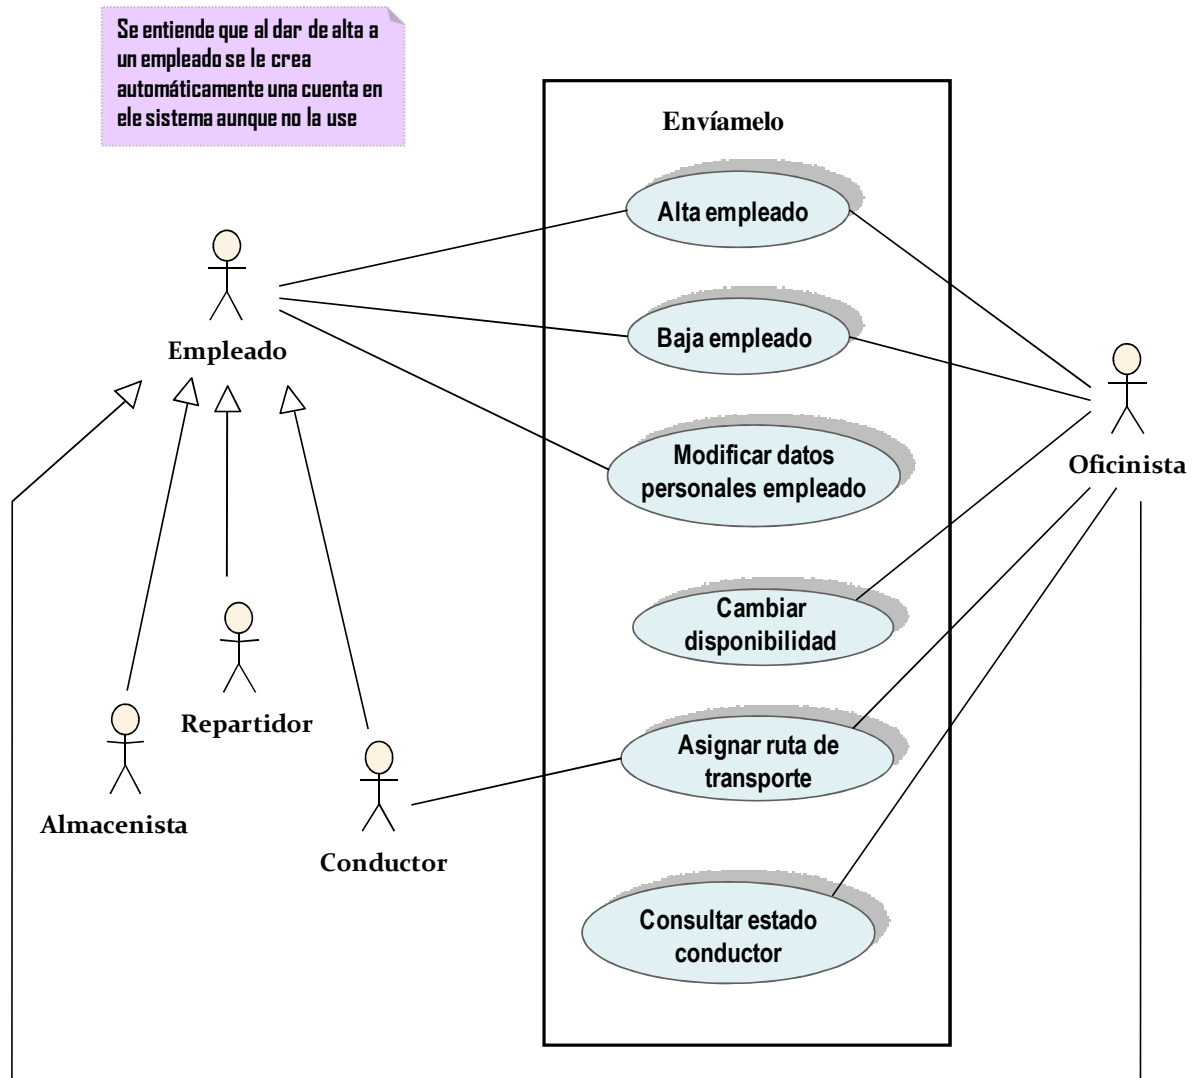 Se entiende que al dar de alta a
un empleado se le crea
automáticamente una cuenta en
ele sistema aunque no la use
Envíamelo
Alta empleado
Empleado
Baja empleado
Modificar datos
personales empleado
Oficinista
Cambiar
disponibilidad
Repartidor
Asignar ruta de
transporte
Almacenista
Conductor
Consultar estado
conductor